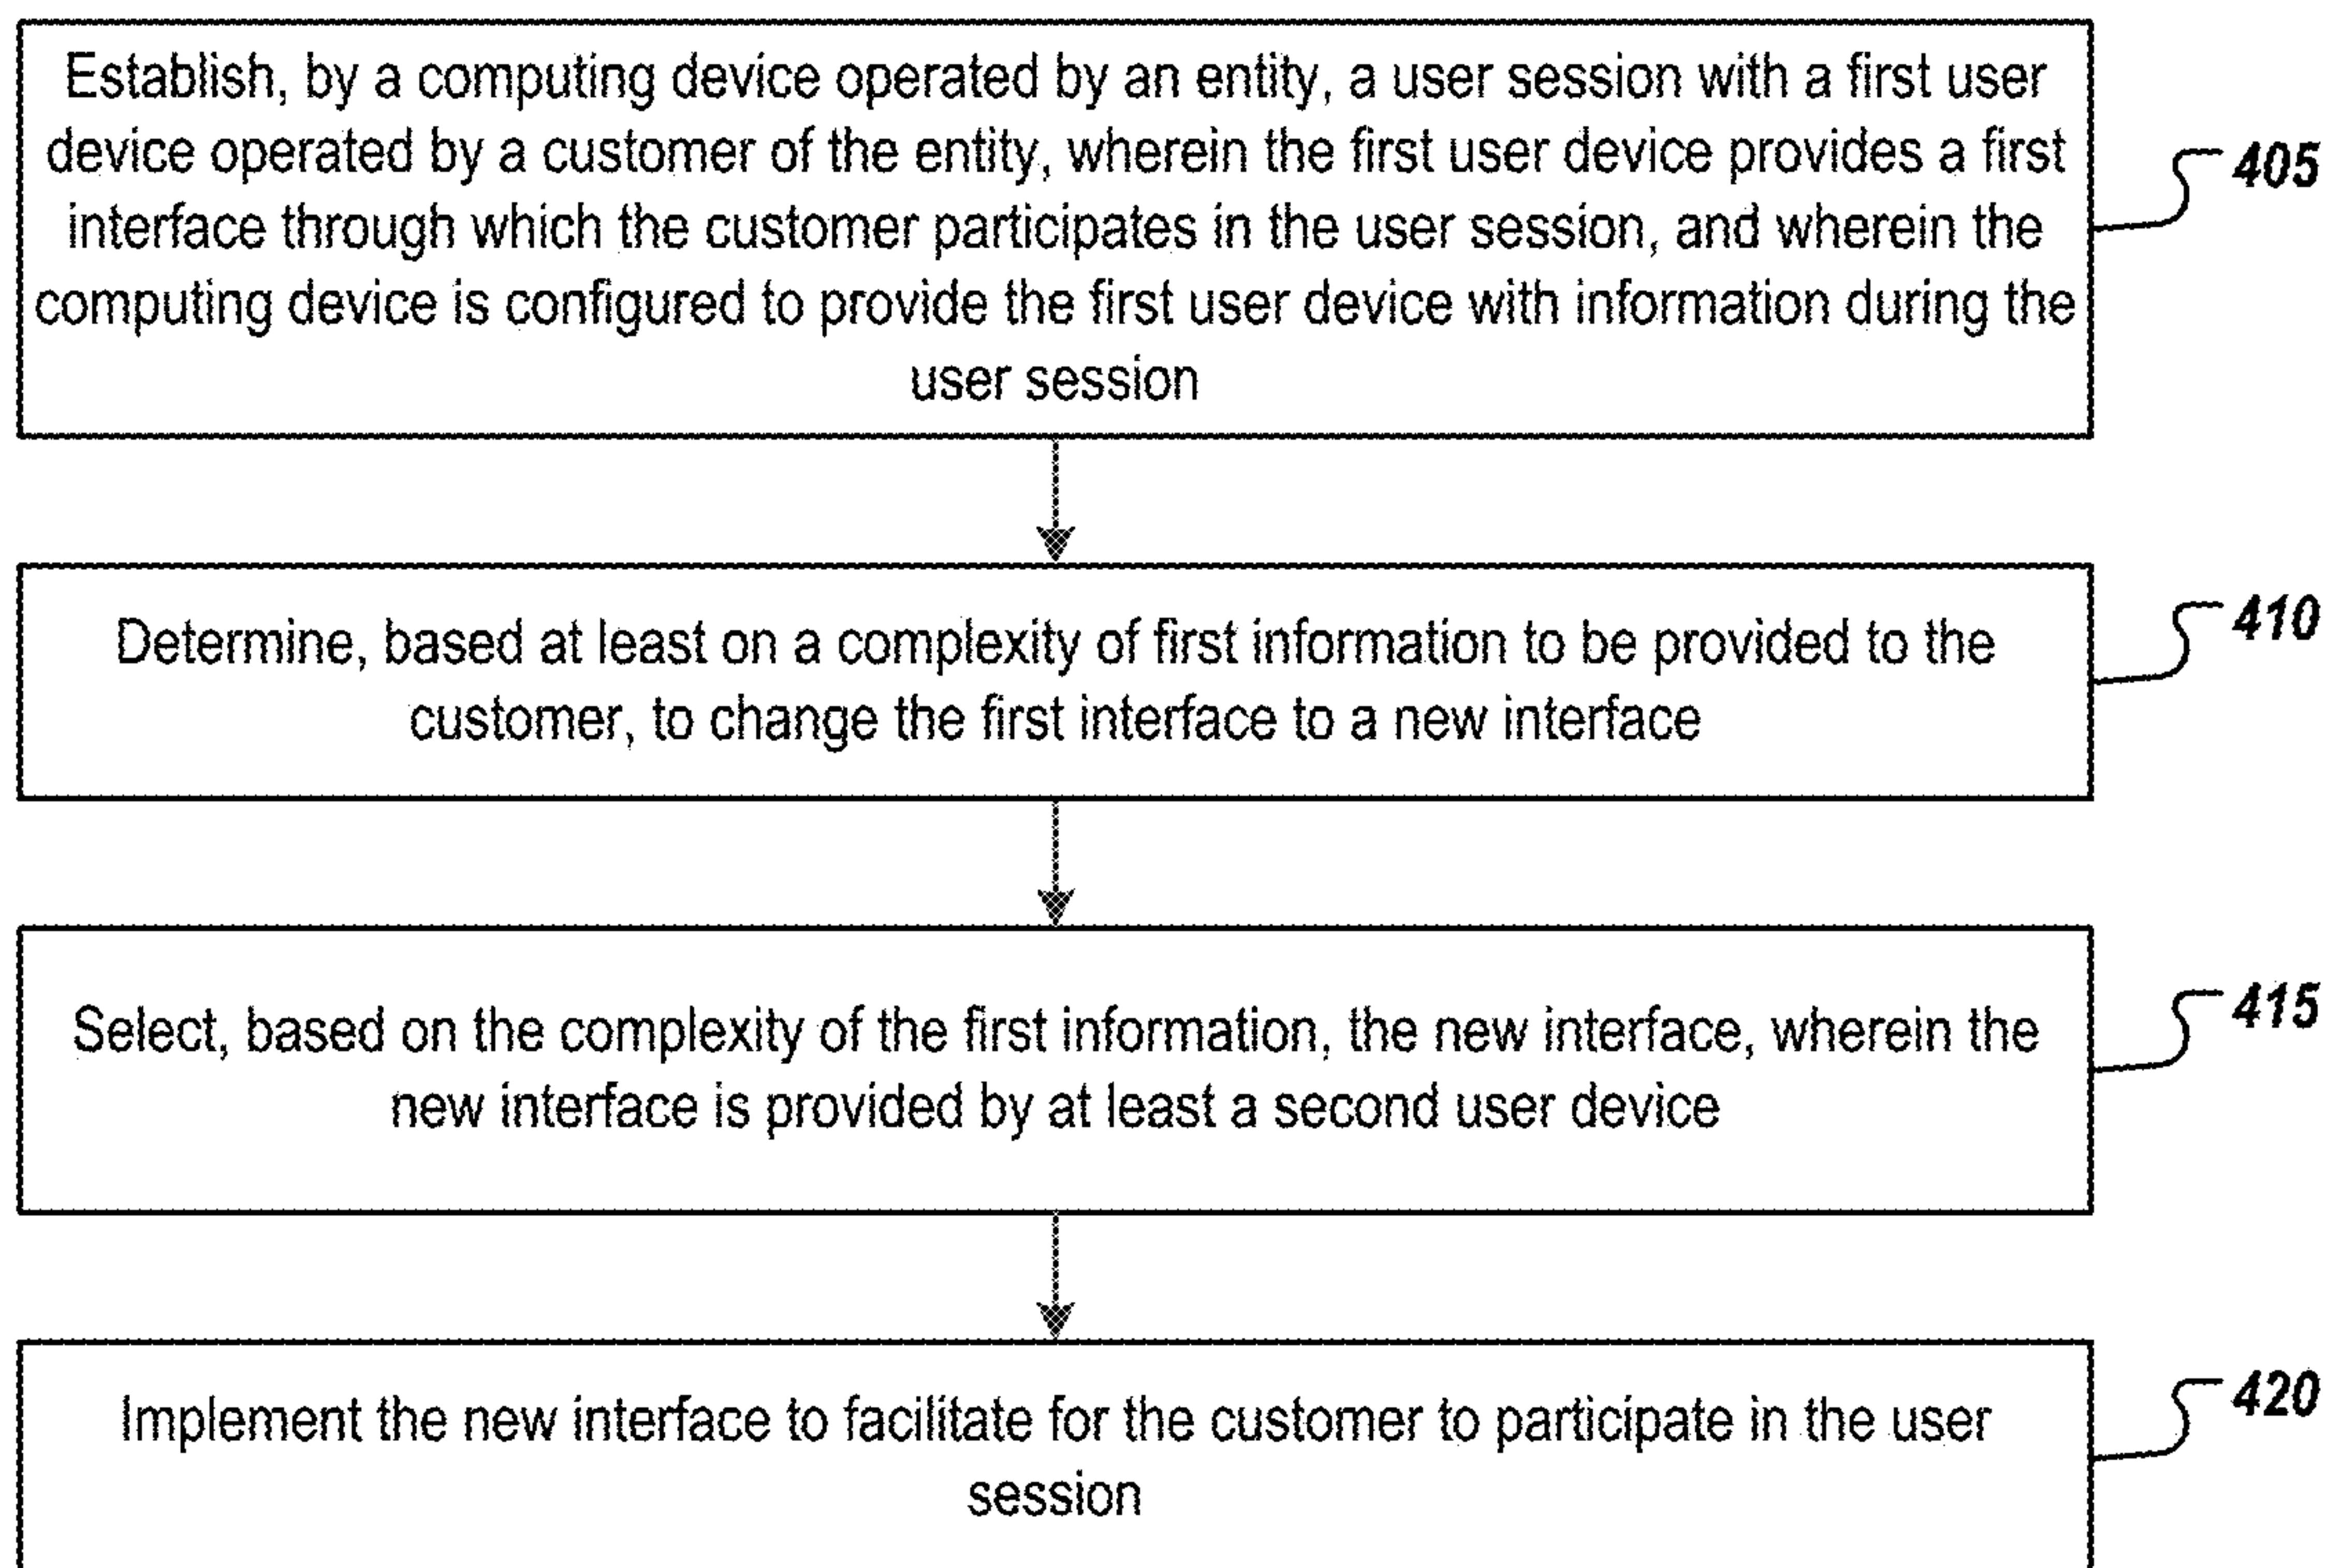 Establish, by a computing device operated by an entity, a user session with a first user
device operated by a customer of the entity, wherein the first user device provides a first
interface through which the customer participates in the user session, and wherein the
computing device is configured to provide the first user device with information during the
user session
405
Determine, based at least on a complexity of first information to be provided to the
customer, to change the first interface to a new interface
410
Select, based on the complexity of the first information, the new interface, wherein the
new interface is provided by at least a second user device
415
Implement the new interface to facilitate for the customer to participate in the user
session
420